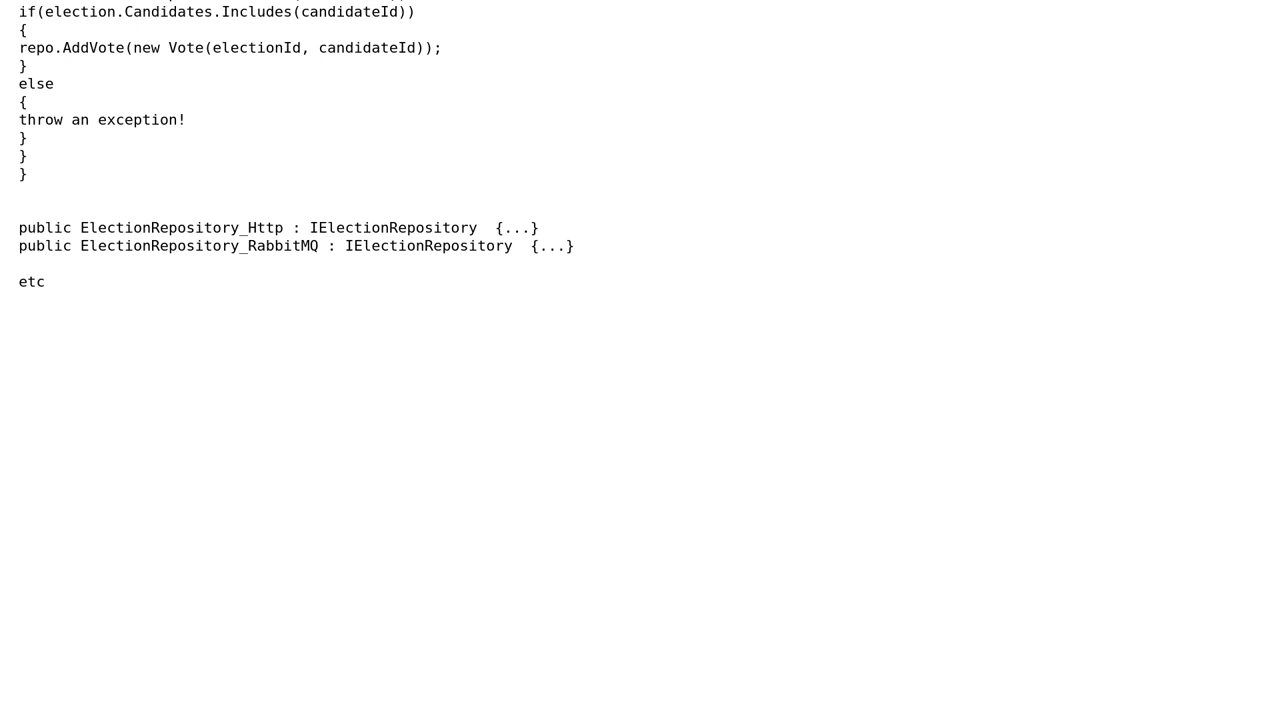 if(election.Candidates.Includes(candidateId))
{
repo.AddVote(new Vote(electionId, candidateId));
}
else
{
throw an exception!
}
}
}
public ElectionRepository_Http : IElectionRepository  {...}
public ElectionRepository_RabbitMQ : IElectionRepository  {...}
etc